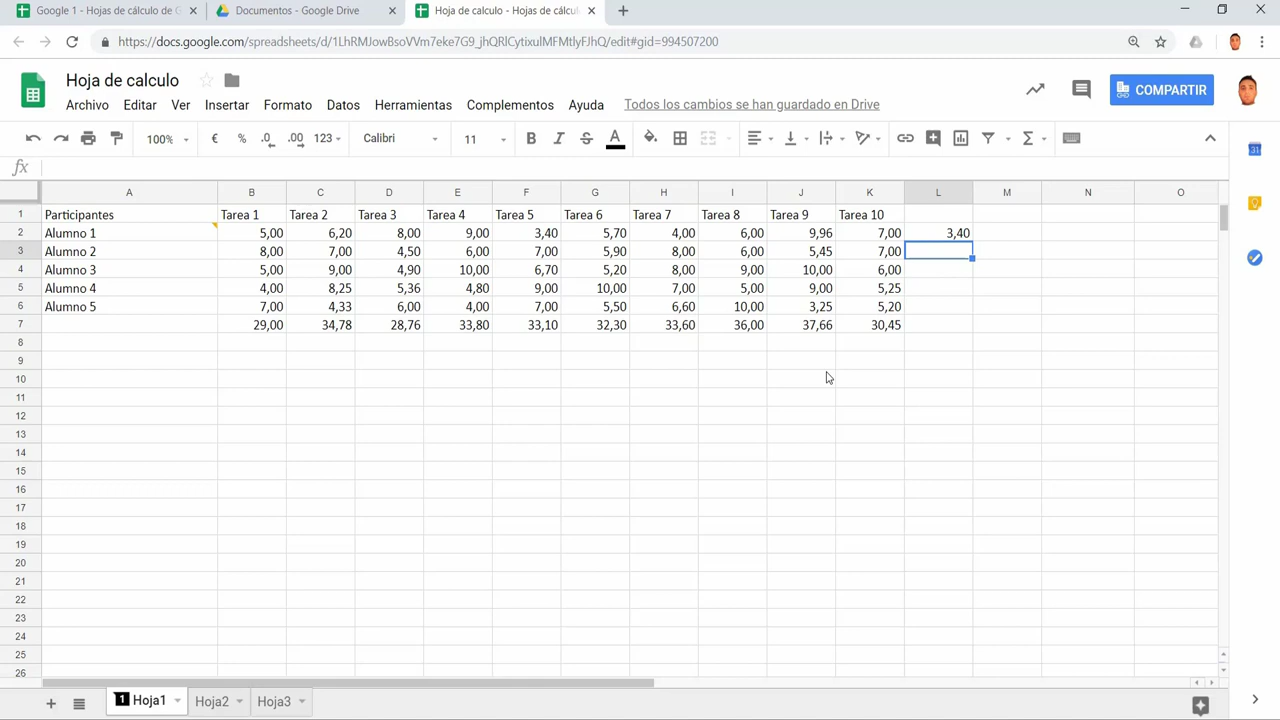 Google 1 - Hojas de cálculo de G
Documentos - Google Drive
Hoja de calculo - Hojas de cálcul
https://docs.google.com/spreadsheets/d/1LhRMJowBsoVVm7eke7G9_jhQRlCytixulMFMtlyFJhQ/edit#gid=994507200
Hoja de calculo
Archivo Editar Ver Insertar Formato Datos Herramientas Complementos Ayuda Todos los cambios se han guardado en Drive
COMPARTIR
100% € % .0 .00 123 Calibri 11 B I S A Σ
31
fx
A B C D E F G H I J K L M N O
1 Participantes Tarea 1 Tarea 2 Tarea 3 Tarea 4 Tarea 5 Tarea 6 Tarea 7 Tarea 8 Tarea 9 Tarea 10
2 Alumno 1 5,00 6,20 8,00 9,00 3,40 5,70 4,00 6,00 9,96 7,00 3,40
3 Alumno 2 8,00 7,00 4,50 6,00 7,00 5,90 8,00 6,00 5,45 7,00
4 Alumno 3 5,00 9,00 4,90 10,00 6,70 5,20 8,00 9,00 10,00 6,00
5 Alumno 4 4,00 8,25 5,36 4,80 9,00 10,00 7,00 5,00 9,00 5,25
6 Alumno 5 7,00 4,33 6,00 4,00 7,00 5,50 6,60 10,00 3,25 5,20
7 29,00 34,78 28,76 33,80 33,10 32,30 33,60 36,00 37,66 30,45
8
9
10
11
12
13
14
15
16
17
18
19
20
21
22
23
24
25
26
1 Hoja1 Hoja2 Hoja3